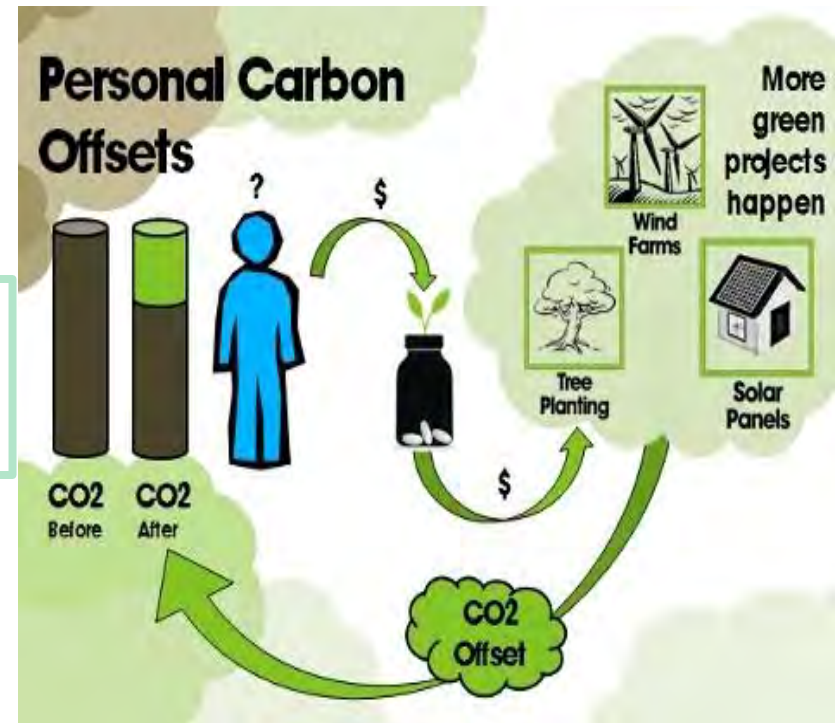 Personal Carbon
Offsets
?
$
More
green
projects
happen
Wind
Farms
Tree
Planting
Solar
Panels
CO2
Before
CO2
After
$
CO2
Offset